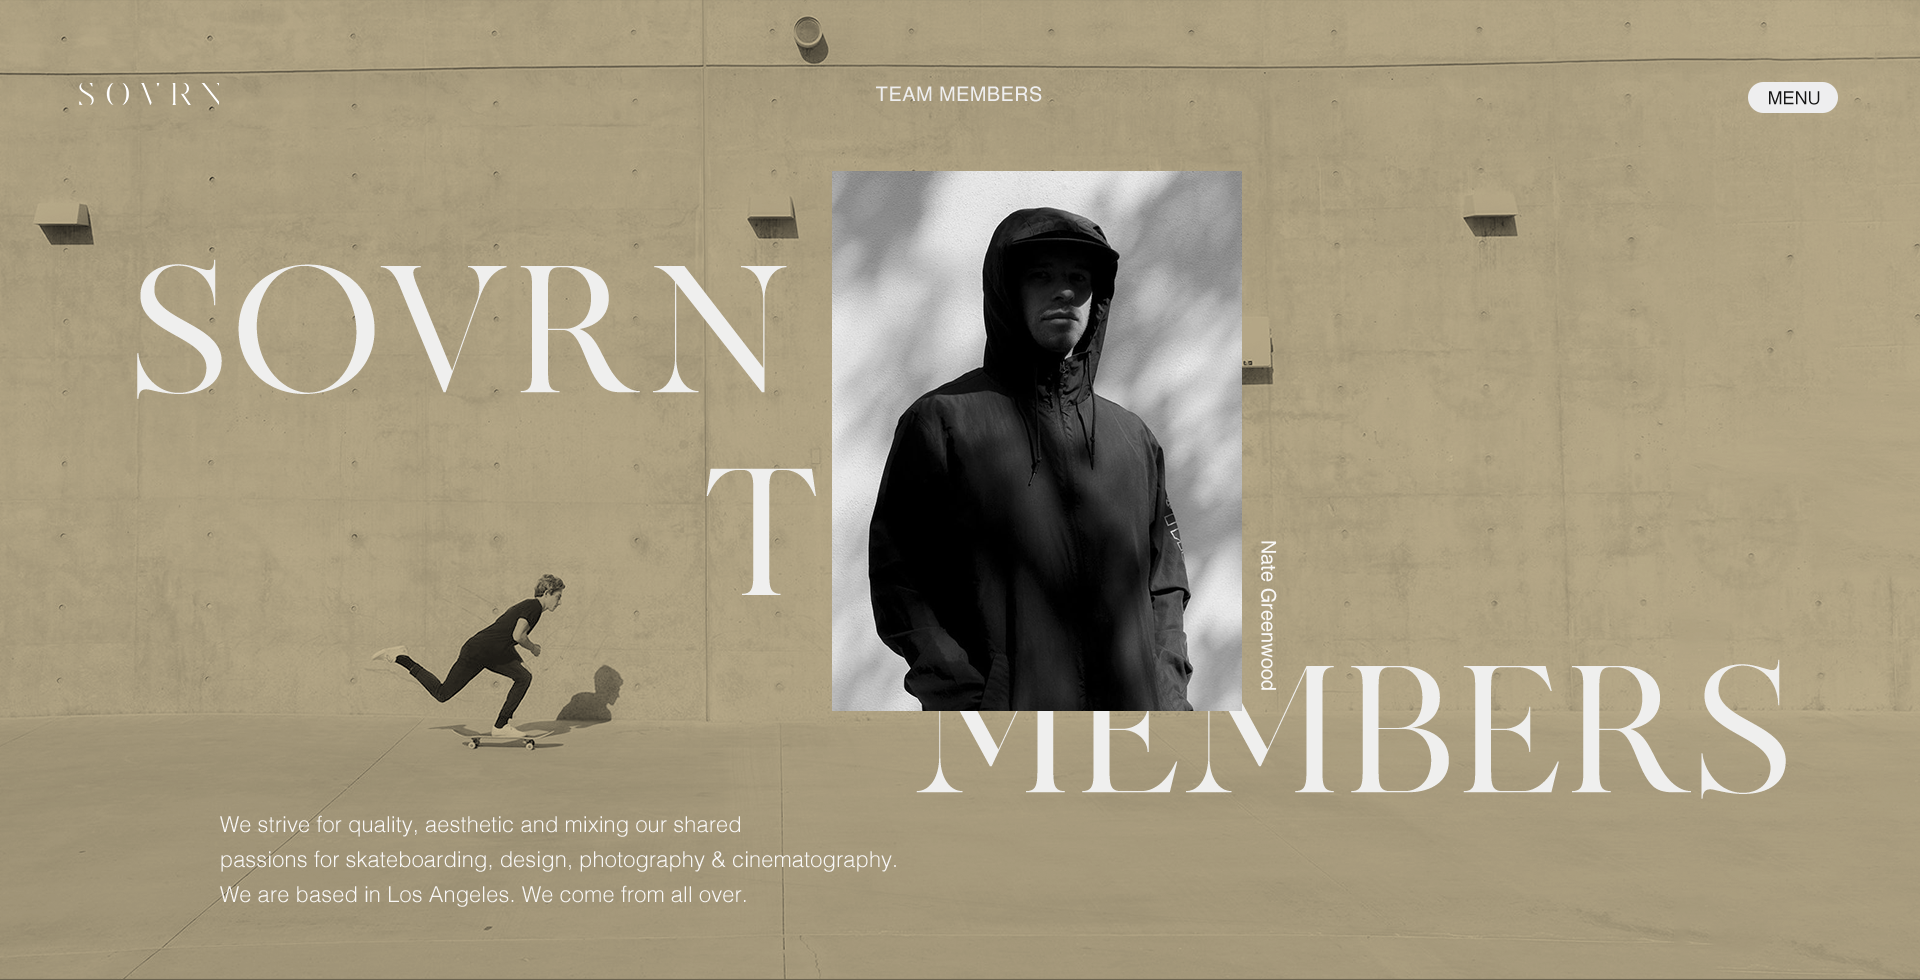 SOVRN
TEAM MEMBERS
MENU
SOVRN
T
Nate Greenwood
MEMBERS
We strive for quality, aesthetic and mixing our shared
passions for skateboarding, design, photography & cinematography.
We are based in Los Angeles. We come from all over.